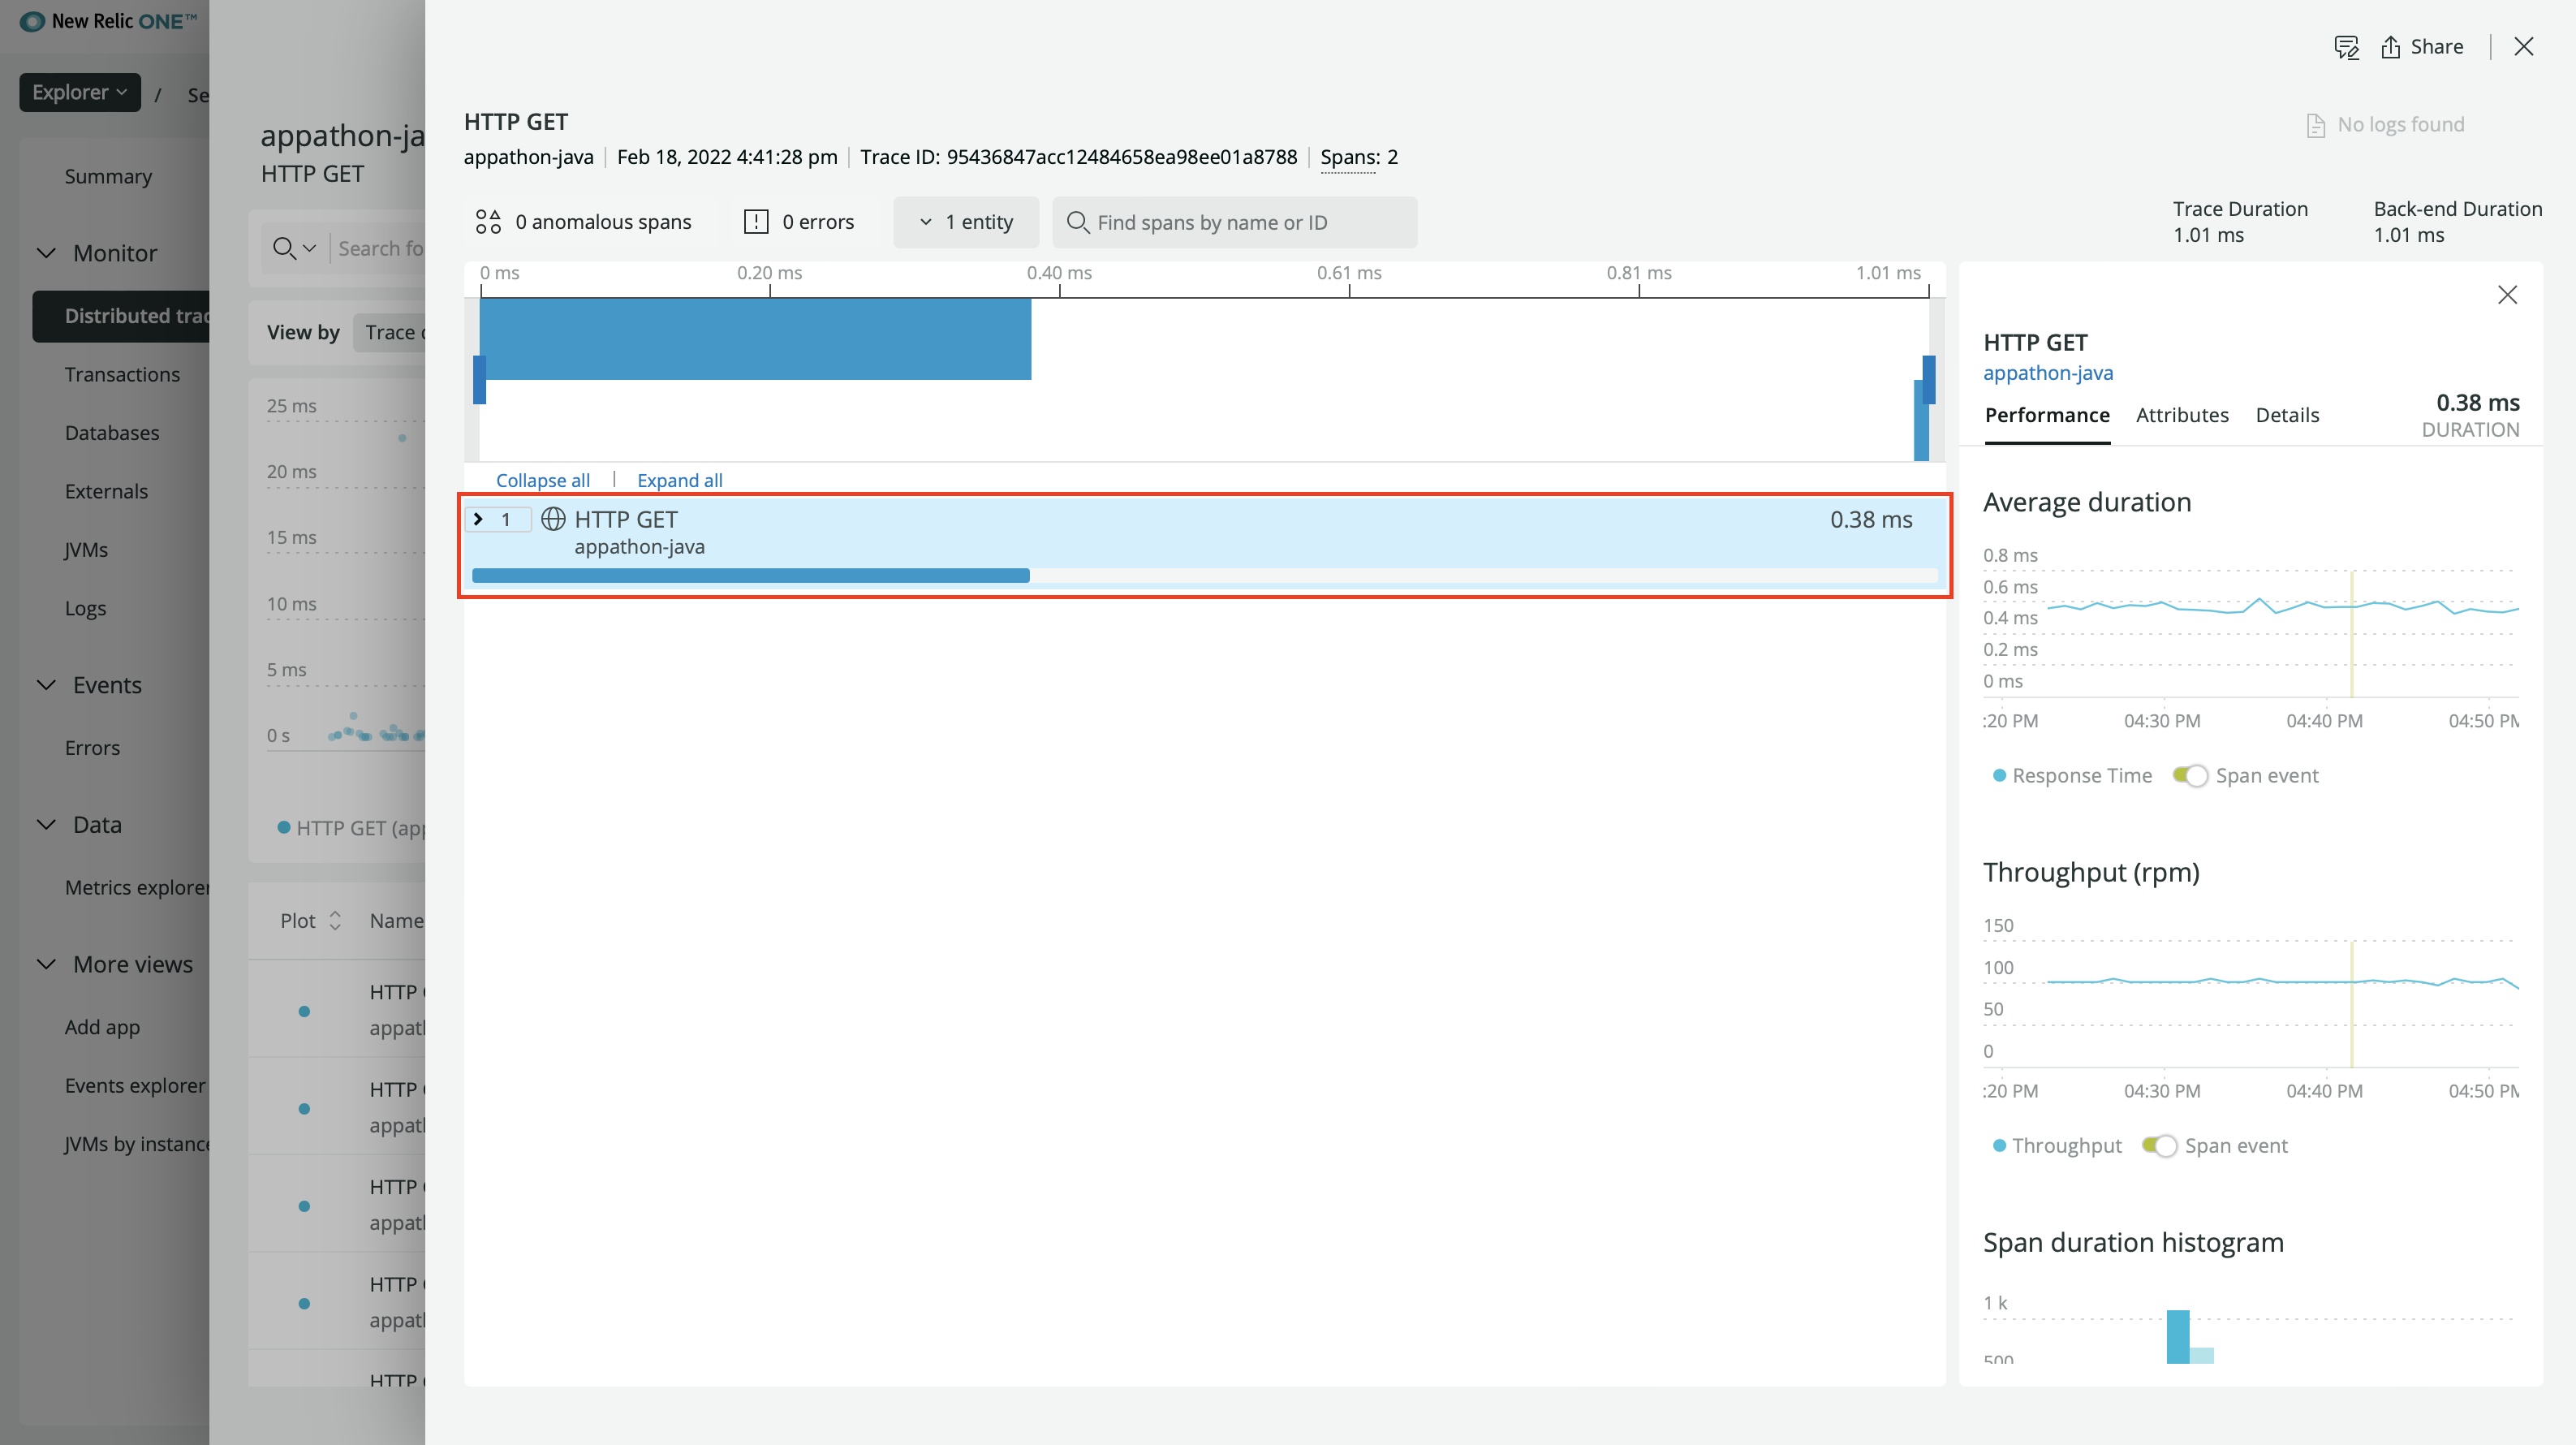 New Relic ONE™
Explorer / Se
Summary
Monitor
Distributed trac
Transactions
Databases
Externals
JVMs
Logs
Events
Errors
Data
Metrics explorer
More views
Add app
Events explorer
JVMs by instance
appathon-ja
HTTP GET
Search fo
View by Trace
25 ms
20 ms
15 ms
10 ms
5 ms
0 s
HTTP GET (app
Plot Name
HTTP
appath
HTTP
appath
HTTP
appath
HTTP
appath
HTTP
Share
HTTP GET
No logs found
appathon-java Feb 18, 2022 4:41:28 pm Trace ID: 95436847acc12484658ea98ee01a8788 Spans: 2
0 anomalous spans 0 errors 1 entity Find spans by name or ID
Trace Duration
1.01 ms
Back-end Duration
1.01 ms
0 ms 0.20 ms 0.40 ms 0.61 ms 0.81 ms 1.01 ms
Collapse all | Expand all
1 HTTP GET 0.38 ms
appathon-java
HTTP GET
appathon-java
Performance Attributes Details
0.38 ms
DURATION
Average duration
0.8 ms
0.6 ms
0.4 ms
0.2 ms
0 ms
:20 PM 04:30 PM 04:40 PM 04:50 PM
Response Time Span event
Throughput (rpm)
150
100
50
0
:20 PM 04:30 PM 04:40 PM 04:50 PM
Throughput Span event
Span duration histogram
1 k
500